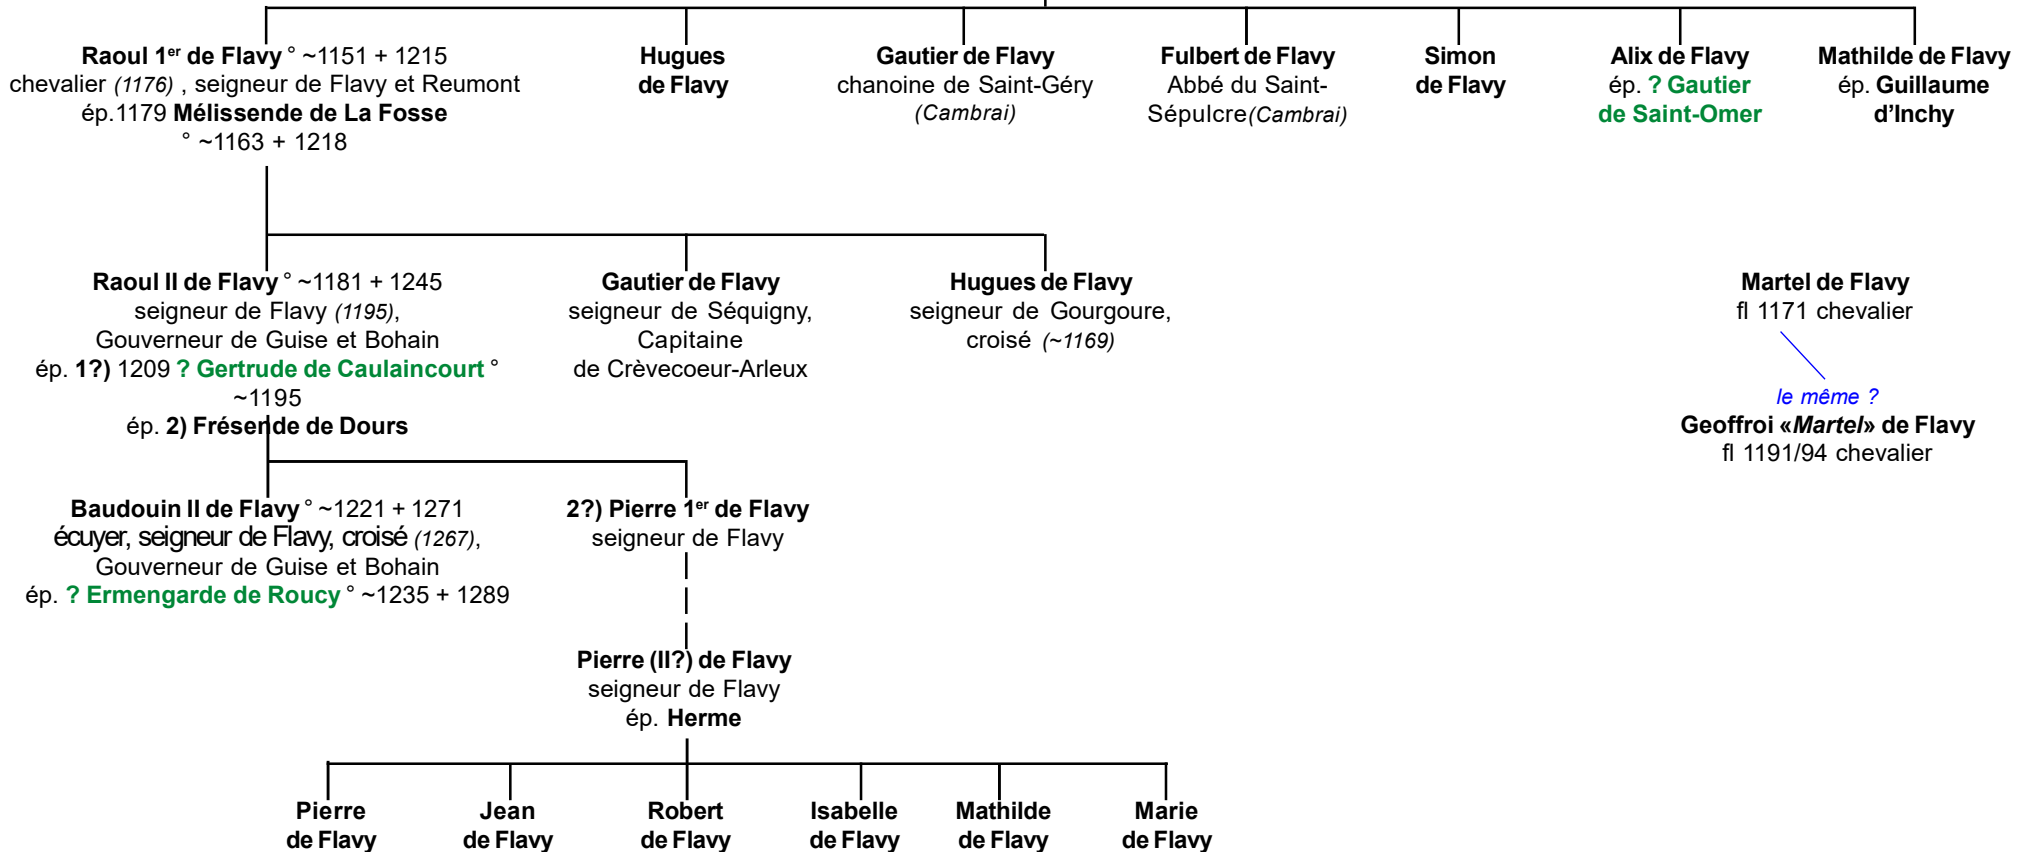 Raoul 1er de Flavy ° ~1151 + 1215
chevalier (1176) , seigneur de Flavy et Reumont
ép.1179 Mélissende de La Fosse
° ~1163 + 1218
Hugues
de Flavy
Gautier de Flavy
chanoine de Saint-Géry
(Cambrai)
Fulbert de Flavy
Abbé du Saint-
Sépulcre(Cambrai)
Simon
de Flavy
Alix de Flavy
ép. ? Gautier
de Saint-Omer
Mathilde de Flavy
ép. Guillaume
d'Inchy
Raoul II de Flavy ° ~1181 + 1245
seigneur de Flavy (1195),
Gouverneur de Guise et Bohain
ép. 1?) 1209 ? Gertrude de Caulaincourt °
~1195
ép. 2) Frésende de Dours
Gautier de Flavy
seigneur de Séquigny,
Capitaine
de Crèvecoeur-Arleux
Hugues de Flavy
seigneur de Gourgoure,
croisé (~1169)
Martel de Flavy
fl 1171 chevalier
le même ?
Geoffroi «Martel» de Flavy
fl 1191/94 chevalier
Baudouin II de Flavy ° ~1221 + 1271
écuyer, seigneur de Flavy, croisé (1267),
Gouverneur de Guise et Bohain
ép. ? Ermengarde de Roucy ° ~1235 + 1289
2?) Pierre 1er de Flavy
seigneur de Flavy
Pierre (II?) de Flavy
seigneur de Flavy
ép. Herme
Pierre
de Flavy
Jean
de Flavy
Robert
de Flavy
Isabelle
de Flavy
Mathilde
de Flavy
Marie
de Flavy